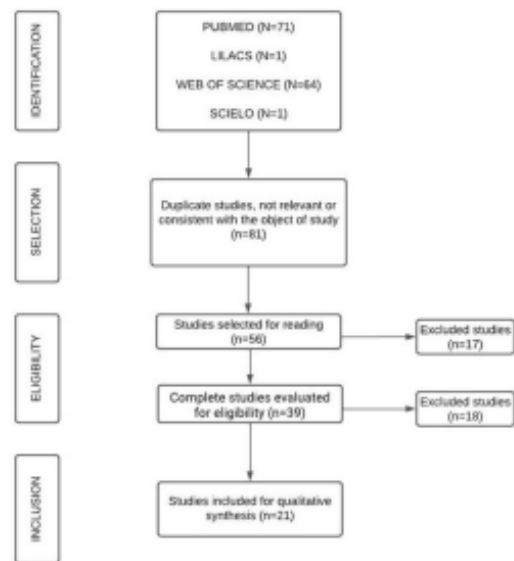 IDENTIFICATION
PUBMED (N=71)
LILACS (N=1)
WEB OF SCIENCE (N=64)
SCIELO (N=1)
SELECTION
Duplicate studies, not relevant or
consistent with the object of study
(n=81)
ELIGIBILITY
Studies selected for reading
(n=56)
Excluded studies
(n=17)
Complete studies evaluated
for eligibility (n=39)
Excluded studies
(n=18)
INCLUSION
Studies included for qualitative
synthesis (n=21)